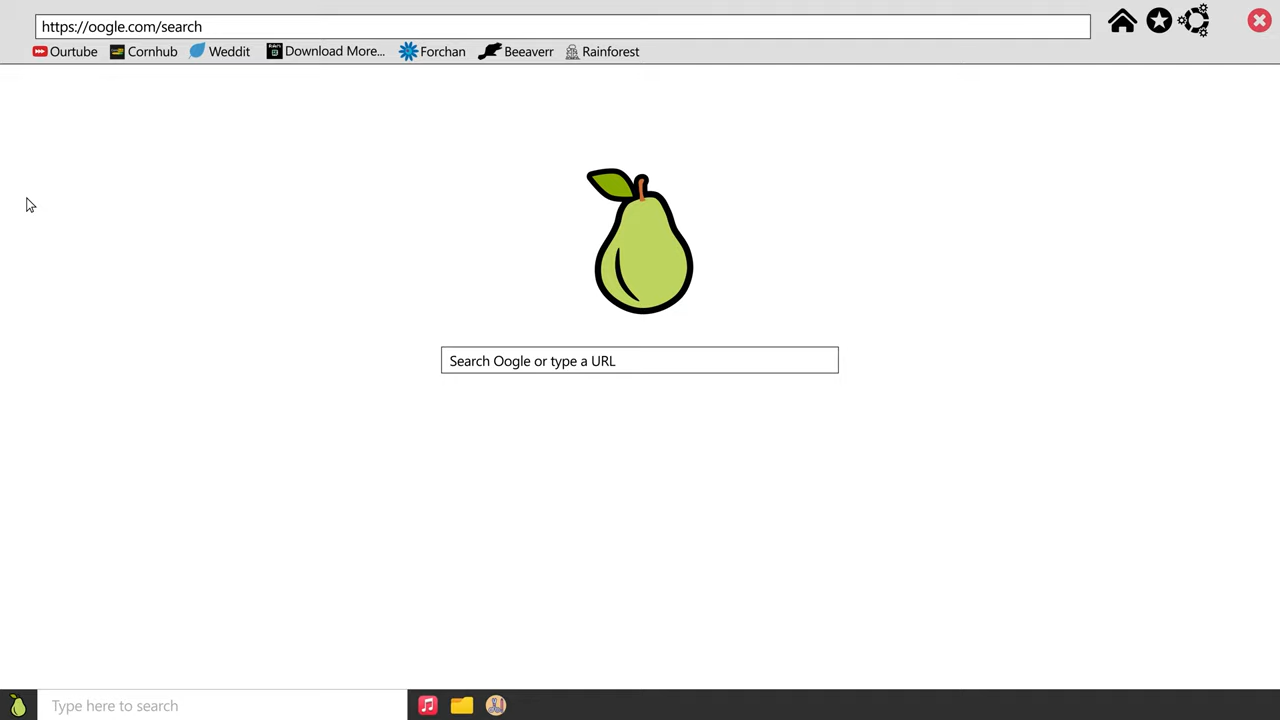 https://oogle.com/search
Ourtube Cornhub Weddit Download More... Forchan Beeaverr Rainforest
Search Oogle or type a URL
Type here to search